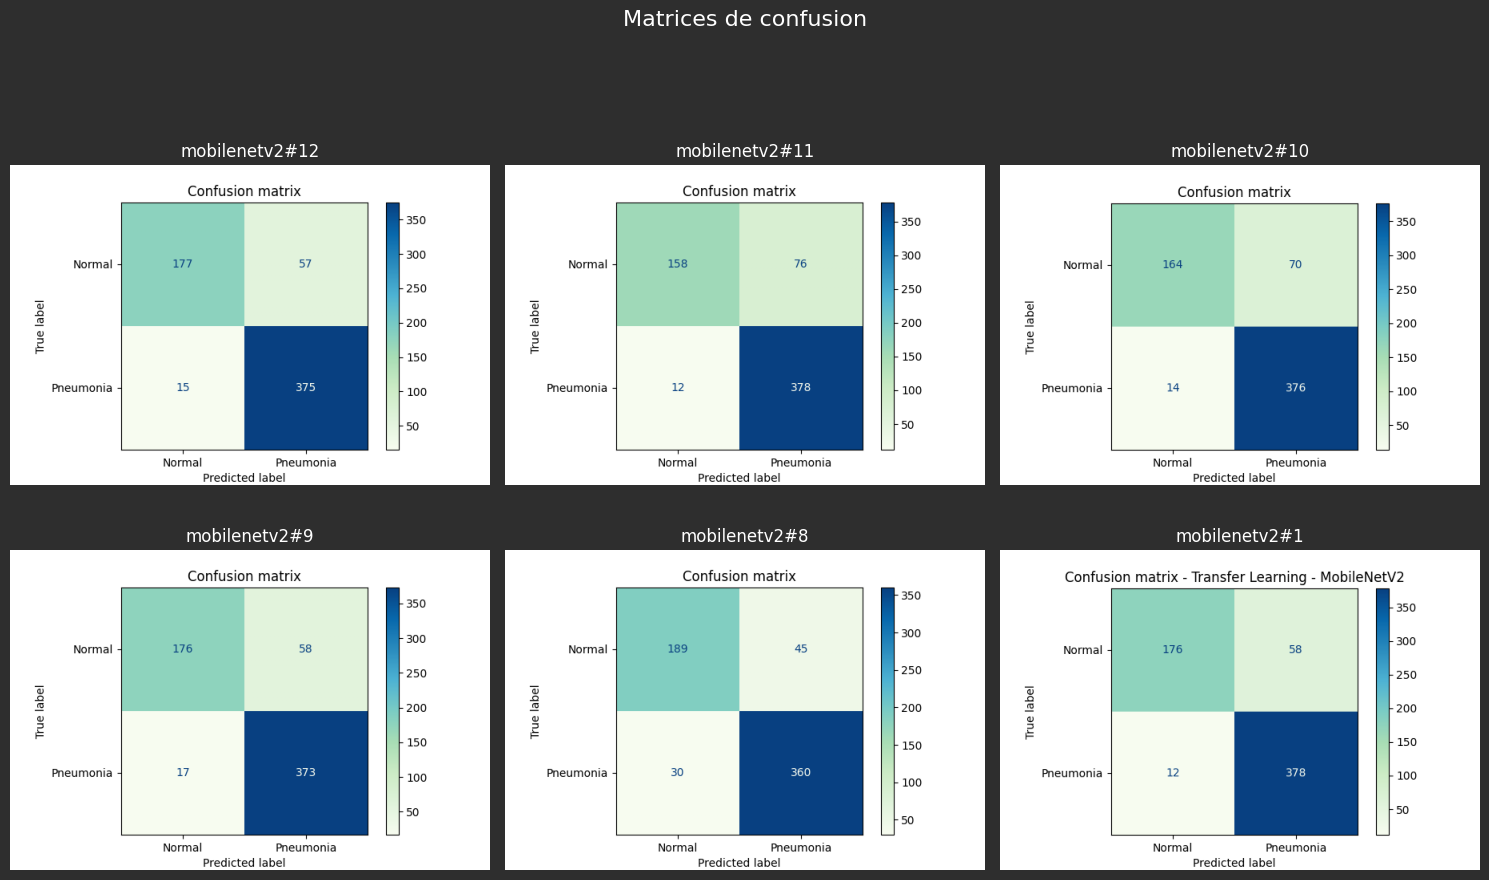 Matrices de confusion
mobilenetv2#12
Confusion matrix
True label
Normal
177
57
Pneumonia
15
375
Normal
Pneumonia
Predicted label
350
300
250
200
150
100
50
mobilenetv2#11
Confusion matrix
True label
Normal
158
76
Pneumonia
12
378
Normal
Pneumonia
Predicted label
350
300
250
200
150
100
50
mobilenetv2#10
Confusion matrix
True label
Normal
164
70
Pneumonia
14
376
Normal
Pneumonia
Predicted label
350
300
250
200
150
100
50
mobilenetv2#9
Confusion matrix
True label
Normal
176
58
Pneumonia
17
373
Normal
Pneumonia
Predicted label
350
300
250
200
150
100
50
mobilenetv2#8
Confusion matrix
True label
Normal
189
45
Pneumonia
30
360
Normal
Pneumonia
Predicted label
350
300
250
200
150
100
50
mobilenetv2#1
Confusion matrix - Transfer Learning - MobileNetV2
True label
Normal
176
58
Pneumonia
12
378
Normal
Pneumonia
Predicted label
350
300
250
200
150
100
50